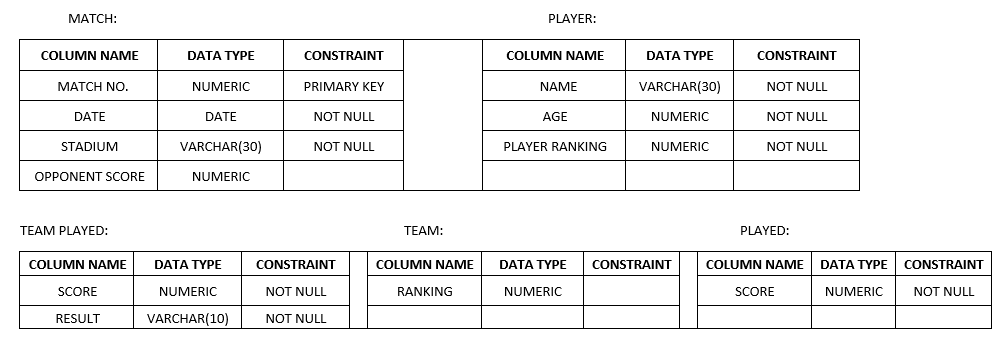 MATCH: PLAYER:
COLUMN NAME DATA TYPE CONSTRAINT COLUMN NAME DATA TYPE CONSTRAINT
MATCH NO. NUMERIC PRIMARY KEY NAME VARCHAR(30) NOT NULL
DATE DATE NOT NULL AGE NUMERIC NOT NULL
STADIUM VARCHAR(30) NOT NULL PLAYER RANKING NUMERIC NOT NULL
OPPONENT SCORE NUMERIC
TEAM PLAYED: TEAM: PLAYED:
COLUMN NAME DATA TYPE CONSTRAINT COLUMN NAME DATA TYPE CONSTRAINT COLUMN NAME DATA TYPE CONSTRAINT
SCORE NUMERIC NOT NULL RANKING NUMERIC SCORE NUMERIC NOT NULL
RESULT VARCHAR(10) NOT NULL